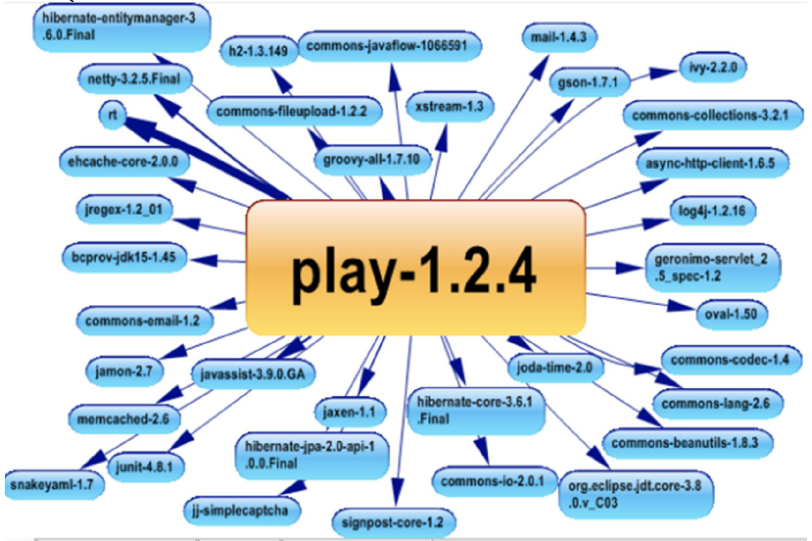 hibernate-entitymanager-3
.6.0.Final
h2-1.3.149
commons-javaflow-1066591
mail-1.4.3
netty-3.2.5.Final
gson-1.7.1
ivy-2.2.0
rt
commons-fileupload-1.2.2
xstream-1.3
commons-collections-3.2.1
ehcache-core-2.0.0
groovy-all-1.7.10
async-http-client-1.6.5
jregex-1.2_01
log4j-1.2.16
bcprov-jdk15-1.45
play-1.2.4
geronimo-servlet_2
.5_spec-1.2
commons-email-1.2
oval-1.50
jamon-2.7
javassist-3.9.0.GA
joda-time-2.0
commons-codec-1.4
memcached-2.6
jaxen-1.1
hibernate-core-3.6.1
.Final
commons-lang-2.6
commons-beanutils-1.8.3
snakeyaml-1.7
junit-4.8.1
hibernate-jpa-2.0-api-1
.0.0.Final
commons-io-2.0.1
org.eclipse.jdt.core-3.8
.0.v_C03
jj-simplecaptcha
signpost-core-1.2